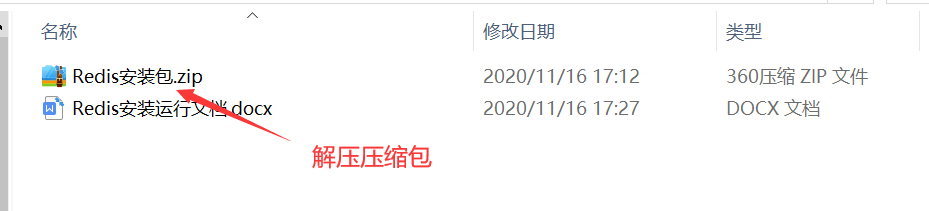 名称 修改日期 类型
Redis安装包.zip 2020/11/16 17:12 360压缩 ZIP 文件
Redis安装运行文档.docx 2020/11/16 17:27 DOCX 文档
解压压缩包